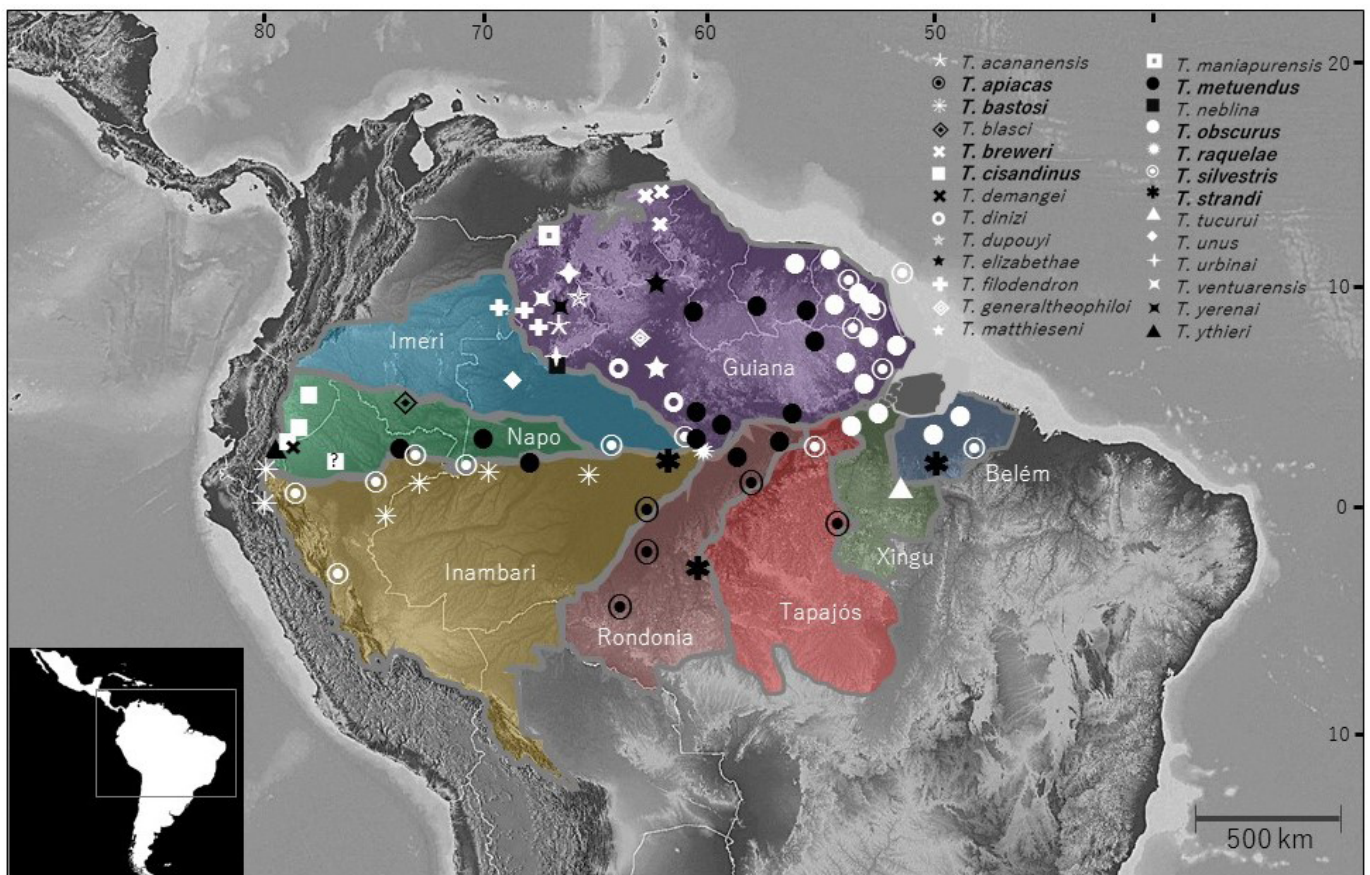 80 70 60 50
20
10
0
10
T. acananensis
T. apiacas
T. bastosi
T. blasci
T. breweri
T. cisandinus
T. demangei
T. dinizi
T. dupouyi
T. elizabethae
T. filodendron
T. generaltheophiloi
T. matthieseni
T. maniapurensis
T. metuendus
T. neblina
T. obscurus
T. raquelae
T. silvestris
T. strandi
T. tucurui
T. unus
T. urbinai
T. ventuarensis
T. yerenai
T. ythieri
Imeri
Guiana
Napo
?
Belém
Xingu
Inambari
Tapajós
Rondonia
500 km